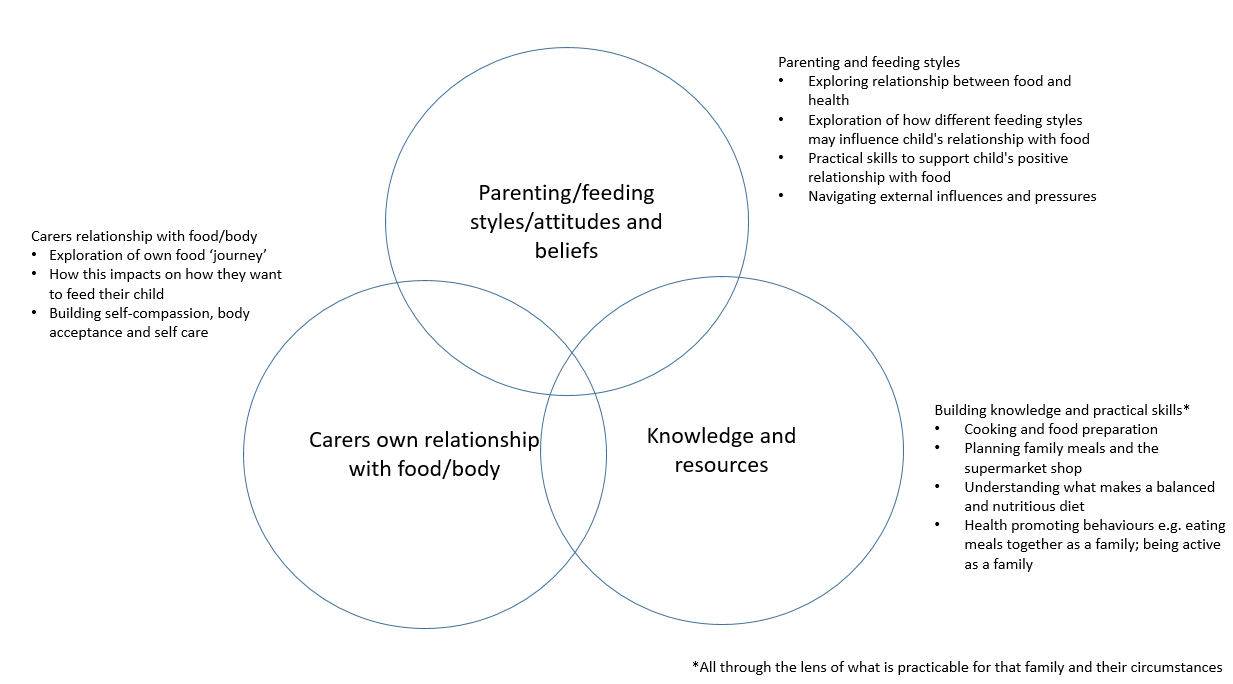 Parenting and feeding styles
• Exploring relationship between food and
health
• Exploration of how different feeding styles
may influence child's relationship with food
• Practical skills to support child's positive
relationship with food
• Navigating external influences and pressures
Parenting/feeding
styles/attitudes and
beliefs
Carers relationship with food/body
• Exploration of own food ‘journey’
• How this impacts on how they want
to feed their child
• Building self-compassion, body
acceptance and self care
Carers own relationship
with food/body
Knowledge and
resources
Building knowledge and practical skills*
• Cooking and food preparation
• Planning family meals and the
supermarket shop
• Understanding what makes a balanced
and nutritious diet
• Health promoting behaviours e.g. eating
meals together as a family; being active
as a family
*All through the lens of what is practicable for that family and their circumstances